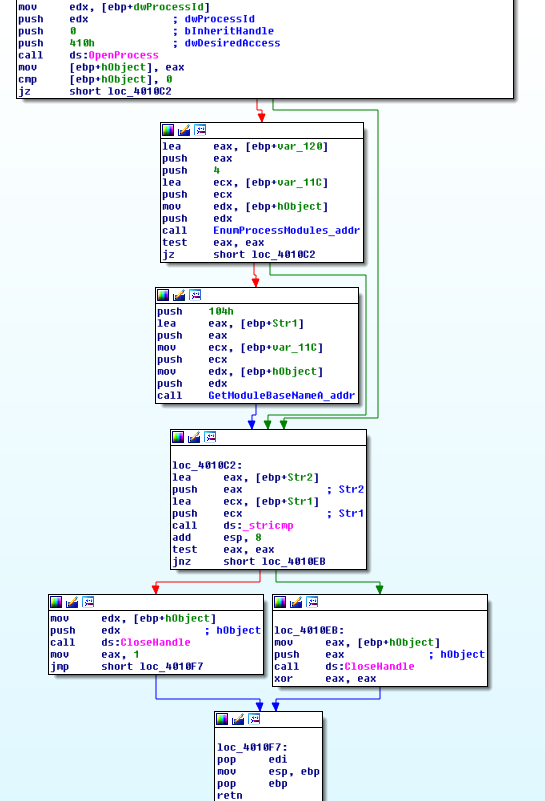 mov edx, [ebp+dwProcessId]
push edx ; dwProcessId
push 0 ; bInheritHandle
push 410h ; dwDesiredAccess
call ds:OpenProcess
mov [ebp+hObject], eax
cmp [ebp+hObject], 0
jz short loc_4010C2
lea eax, [ebp+var_120]
push eax
push 4
lea ecx, [ebp+var_11C]
push ecx
mov edx, [ebp+hObject]
push edx
call EnumProcessModules_addr
test eax, eax
jz short loc_4010C2
push 104h
lea eax, [ebp+Str1]
push eax
mov ecx, [ebp+var_11C]
push ecx
mov edx, [ebp+hObject]
push edx
call GetModuleBaseNameA_addr
loc_4010C2:
lea eax, [ebp+Str2]
push eax ; Str2
lea ecx, [ebp+Str1]
push ecx ; Str1
call ds:_stricmp
add esp, 8
test eax, eax
jnz short loc_4010EB
mov edx, [ebp+hObject]
push edx ; hObject
call ds:CloseHandle
mov eax, 1
jmp short loc_4010F7
loc_4010EB:
mov eax, [ebp+hObject]
push eax ; hObject
call ds:CloseHandle
xor eax, eax
loc_4010F7:
pop edi
mov esp, ebp
pop ebp
retn